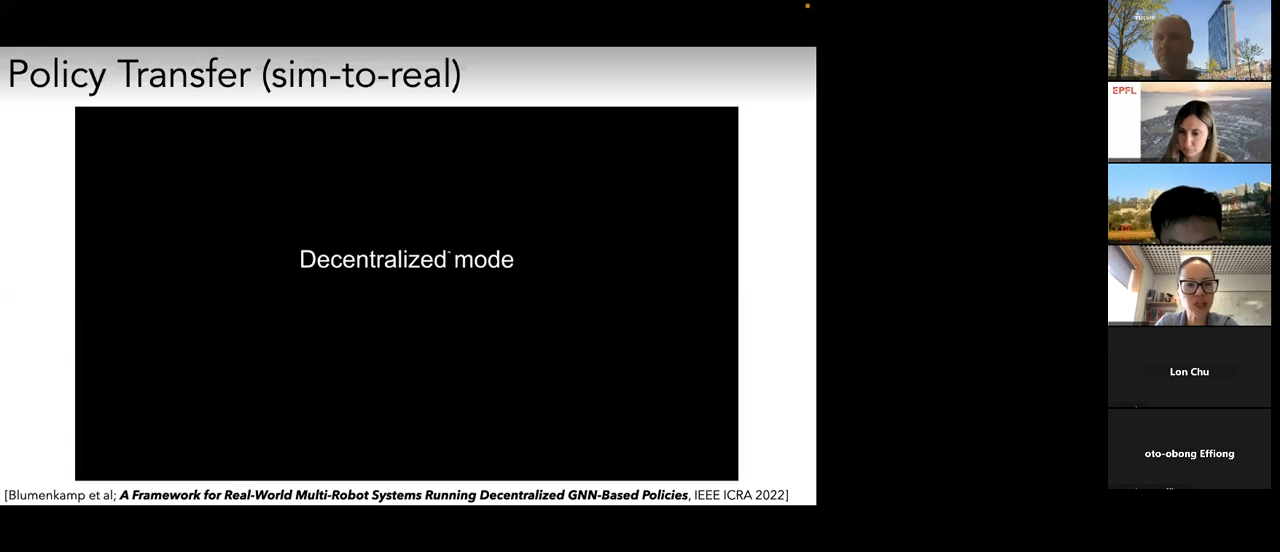 Policy Transfer (sim-to-real)
Decentralized mode
[Blumenkamp et al; A Framework for Real-World Multi-Robot Systems Running Decentralized GNN-Based Policies, IEEE ICRA 2022]
EPFL
Lon Chu
oto-obong Effiong